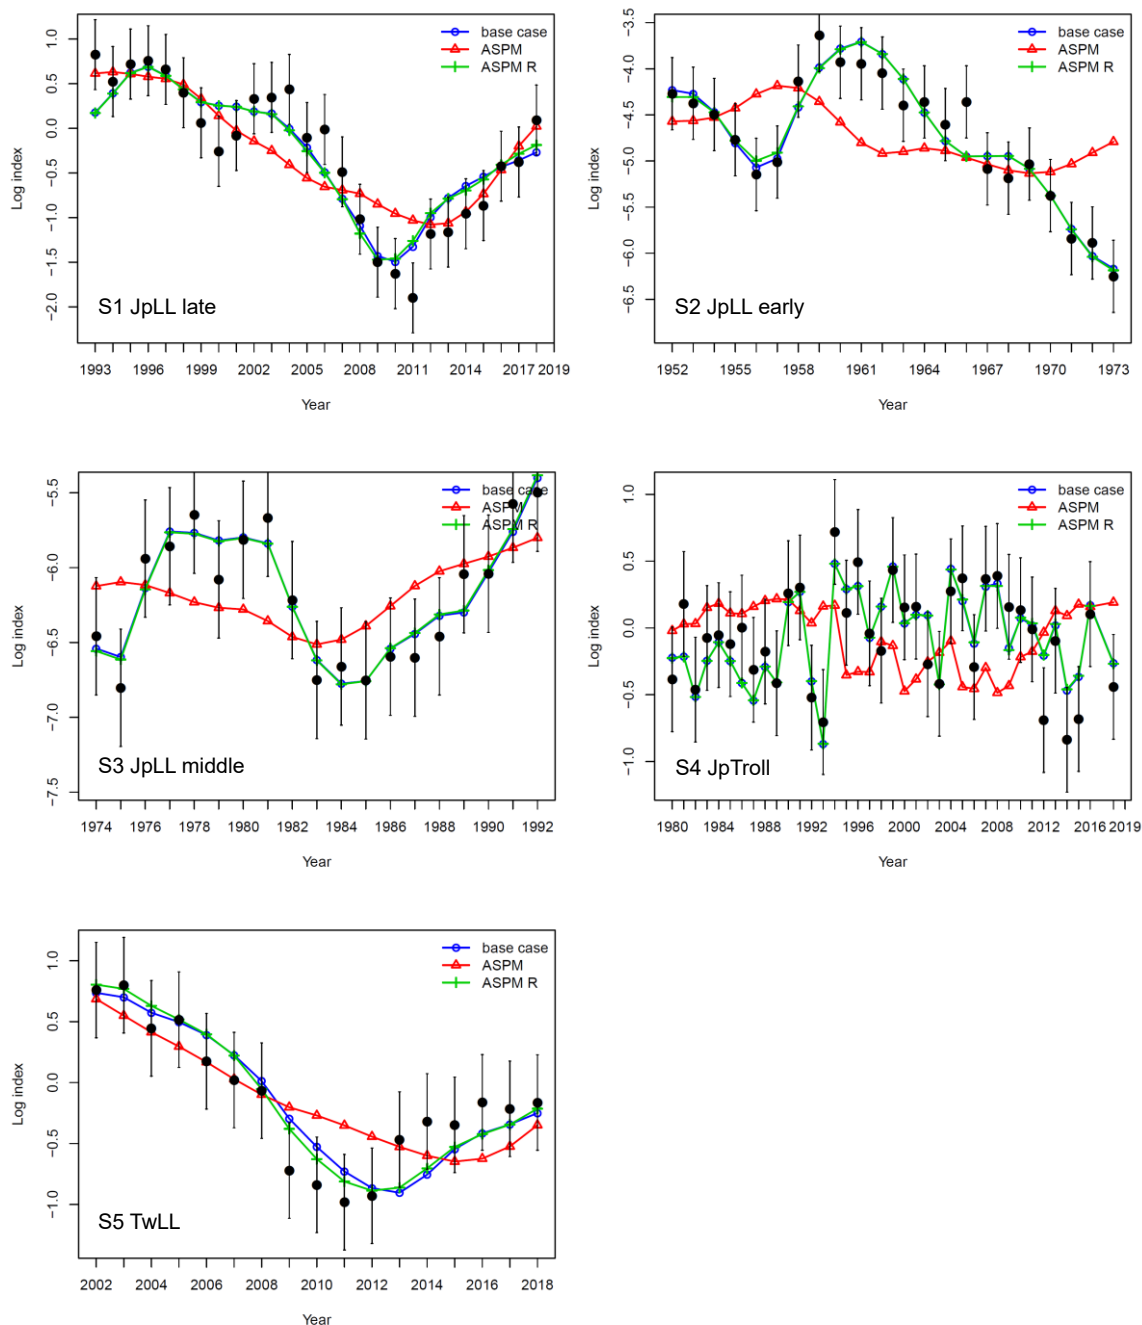 base case
ASPM
ASPM R
Log index
1.0
0.5
0.0
−0.5
−1.0
−1.5
−2.0
S1 JpLL late
1993 1996 1999 2002 2005 2008 2011 2014 2017 2019
Year
base case
ASPM
ASPM R
Log index
−3.5
−4.0
−4.5
−5.0
−5.5
−6.0
−6.5
S2 JpLL early
1952 1955 1958 1961 1964 1967 1970 1973
Year
base case
ASPM
ASPM R
Log index
−5.5
−6.0
−6.5
−7.0
−7.5
S3 JpLL middle
1974 1976 1978 1980 1982 1984 1986 1988 1990 1992
Year
base case
ASPM
ASPM R
Log index
1.0
0.5
0.0
−0.5
−1.0
S4 JpTroll
1980 1984 1988 1992 1996 2000 2004 2008 2012 2016 2019
Year
base case
ASPM
ASPM R
Log index
1.0
0.5
0.0
−0.5
−1.0
S5 TwLL
2002 2004 2006 2008 2010 2012 2014 2016 2018
Year